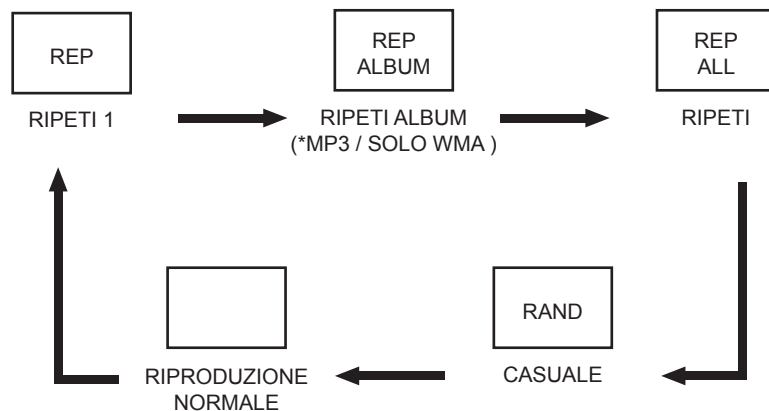 REP
REP
ALBUM
REP
ALL
RIPETI 1
RIPETI ALBUM
(*MP3 / SOLO WMA )
RIPETI
RAND
RIPRODUZIONE
NORMALE
CASUALE